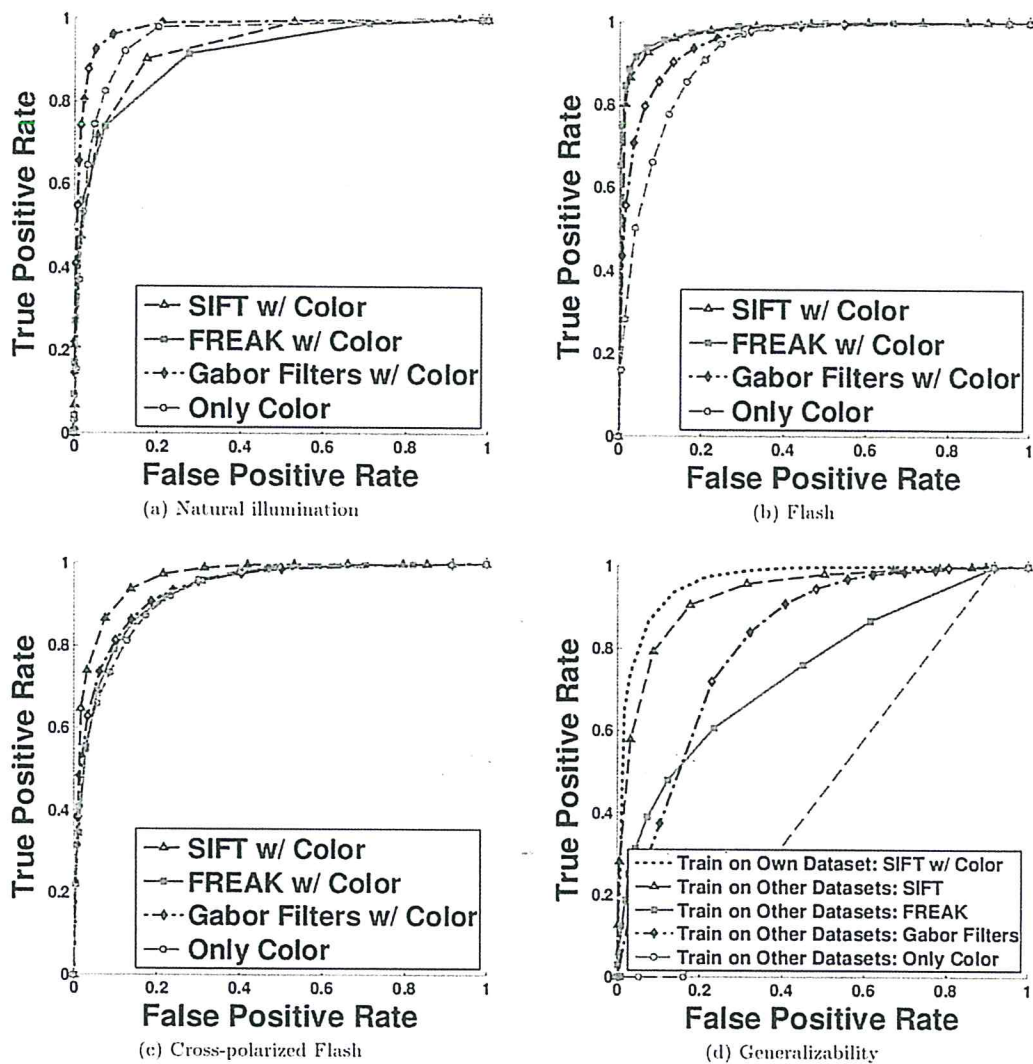 True Positive Rate
1
0.8
0.6
0.4
0.2
0
SIFT w/ Color
FREAK w/ Color
Gabor Filters w/ Color
Only Color
0
0.2
0.4
0.6
0.8
1
False Positive Rate
(a) Natural illumination
True Positive Rate
1
0.8
0.6
0.4
0.2
0
SIFT w/ Color
FREAK w/ Color
Gabor Filters w/ Color
Only Color
0
0.2
0.4
0.6
0.8
1
False Positive Rate
(b) Flash
True Positive Rate
1
0.8
0.6
0.4
0.2
0
SIFT w/ Color
FREAK w/ Color
Gabor Filters w/ Color
Only Color
0
0.2
0.4
0.6
0.8
1
False Positive Rate
(c) Cross-polarized Flash
True Positive Rate
1
0.8
0.6
0.4
0.2
0
Train on Own Dataset: SIFT w/ Color
Train on Other Datasets: SIFT
Train on Other Datasets: FREAK
Train on Other Datasets: Gabor Filters
Train on Other Datasets: Only Color
0
0.2
0.4
0.6
0.8
1
False Positive Rate
(d) Generalizability